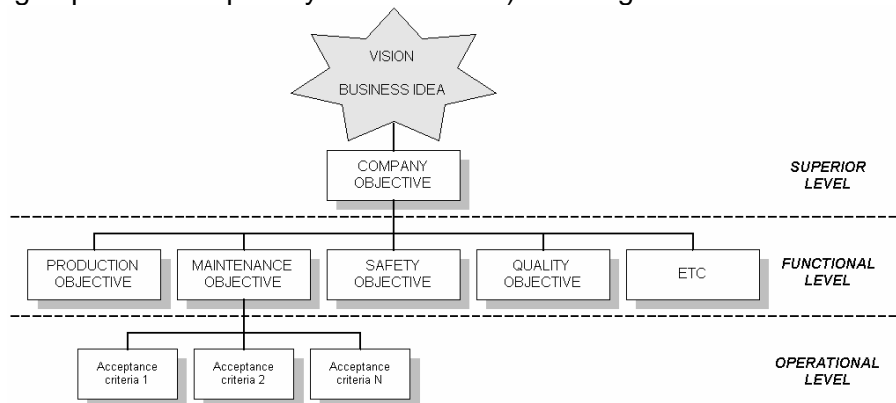 VISION
BUSINESS IDEA
COMPANY
OBJECTIVE
SUPERIOR
LEVEL
PRODUCTION
OBJECTIVE
MAINTENANCE
OBJECTIVE
SAFETY
OBJECTIVE
QUALITY
OBJECTIVE
ETC
FUNCTIONAL
LEVEL
Acceptance
criteria 1
Acceptance
criteria 2
Acceptance
criteria N
OPERATIONAL
LEVEL